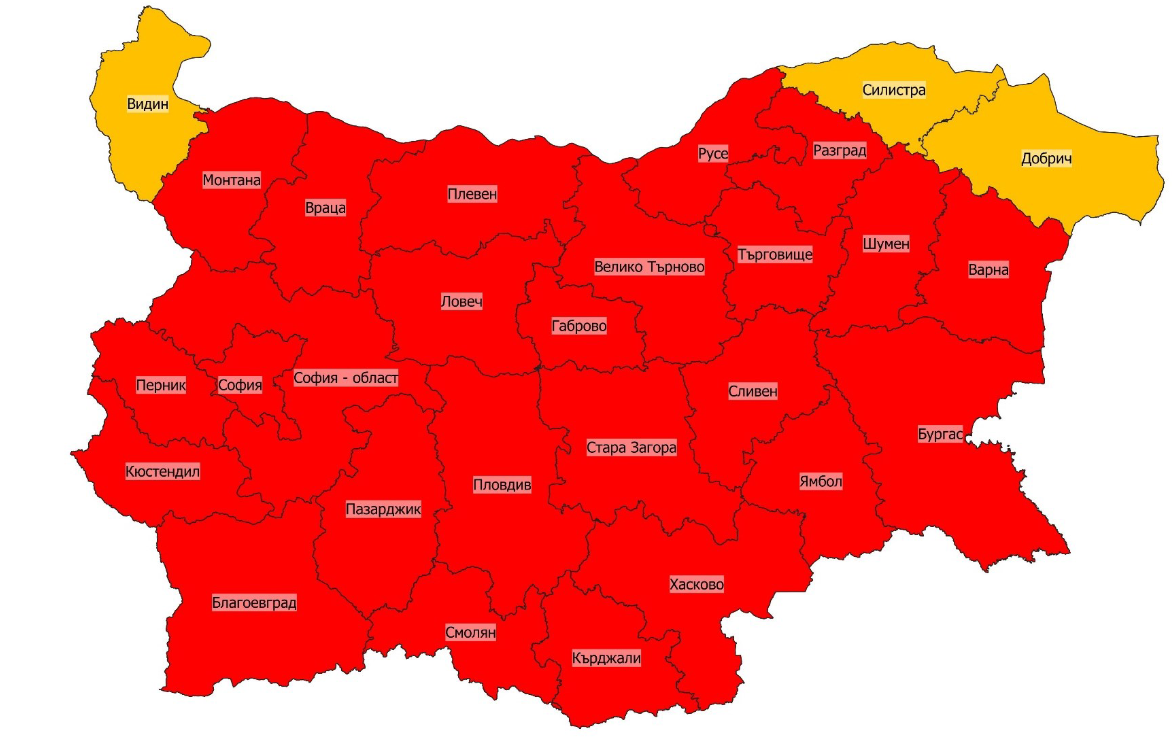 Видин
Силистра
Добрич
Русе
Разград
Монтана
Плевен
Враца
Шумен
Търговище
Велико Търново
Варна
Ловеч
Габрово
София - област
Перник
София
Сливен
Бургас
Стара Загора
Кюстендил
Ямбол
Пловдив
Пазарджик
Хасково
Благоевград
Смолян
Кърджали